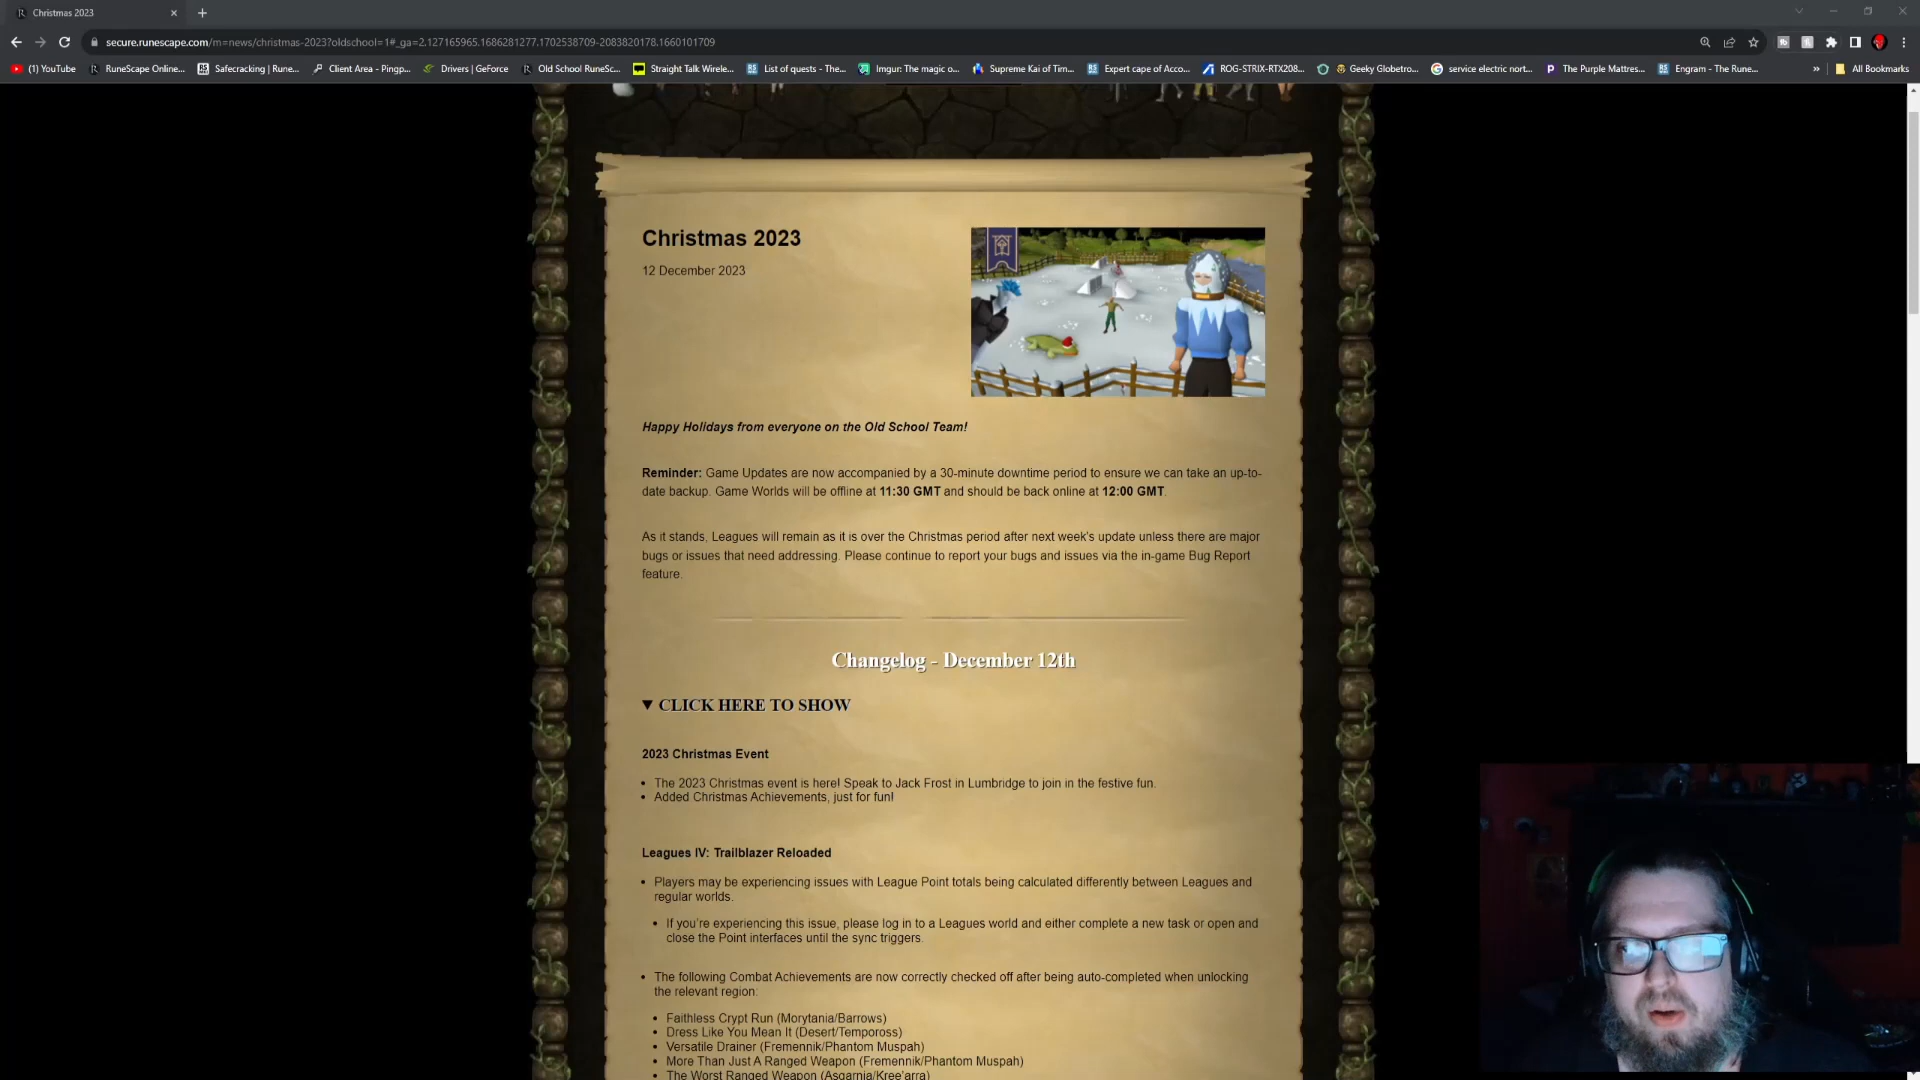 Christmas 2023
secure.runescape.com/m=news/christmas-2023?oldschool=1#_ga=2.127165965.1686281277.1702538709-2083820178.1660101709
(1) YouTube
RuneScape Online...
Safecracking | Rune...
Client Area - Pingp...
Drivers | GeForce
Old School RuneSc...
Straight Talk Wirele...
List of quests - The...
Imgur: The magic o...
Supreme Kai of Tim...
Expert cape of Acco...
ROG-STRIX-RTX208...
Geeky Globetro...
service electric nort...
The Purple Mattres...
Engram - The Rune...
»
All Bookmarks
Christmas 2023
12 December 2023
Happy Holidays from everyone on the Old School Team!
Reminder: Game Updates are now accompanied by a 30-minute downtime period to ensure we can take an up-to-
date backup. Game Worlds will be offline at 11:30 GMT and should be back online at 12:00 GMT.
As it stands, Leagues will remain as it is over the Christmas period after next week's update unless there are major
bugs or issues that need addressing. Please continue to report your bugs and issues via the in-game Bug Report
feature.
Changelog - December 12th
▼ CLICK HERE TO SHOW
2023 Christmas Event
• The 2023 Christmas event is here! Speak to Jack Frost in Lumbridge to join in the festive fun.
• Added Christmas Achievements, just for fun!
Leagues IV: Trailblazer Reloaded
• Players may be experiencing issues with League Point totals being calculated differently between Leagues and
regular worlds.
• If you're experiencing this issue, please log in to a Leagues world and either complete a new task or open and
close the Point interfaces until the sync triggers.
• The following Combat Achievements are now correctly checked off after being auto-completed when unlocking
the relevant region:
• Faithless Crypt Run (Morytania/Barrows)
• Dress Like You Mean It (Desert/Tempoross)
• Versatile Drainer (Fremennik/Phantom Muspah)
• More Than Just A Ranged Weapon (Fremennik/Phantom Muspah)
• The Worst Ranged Weapon (Asgarnia/Kree'arra)